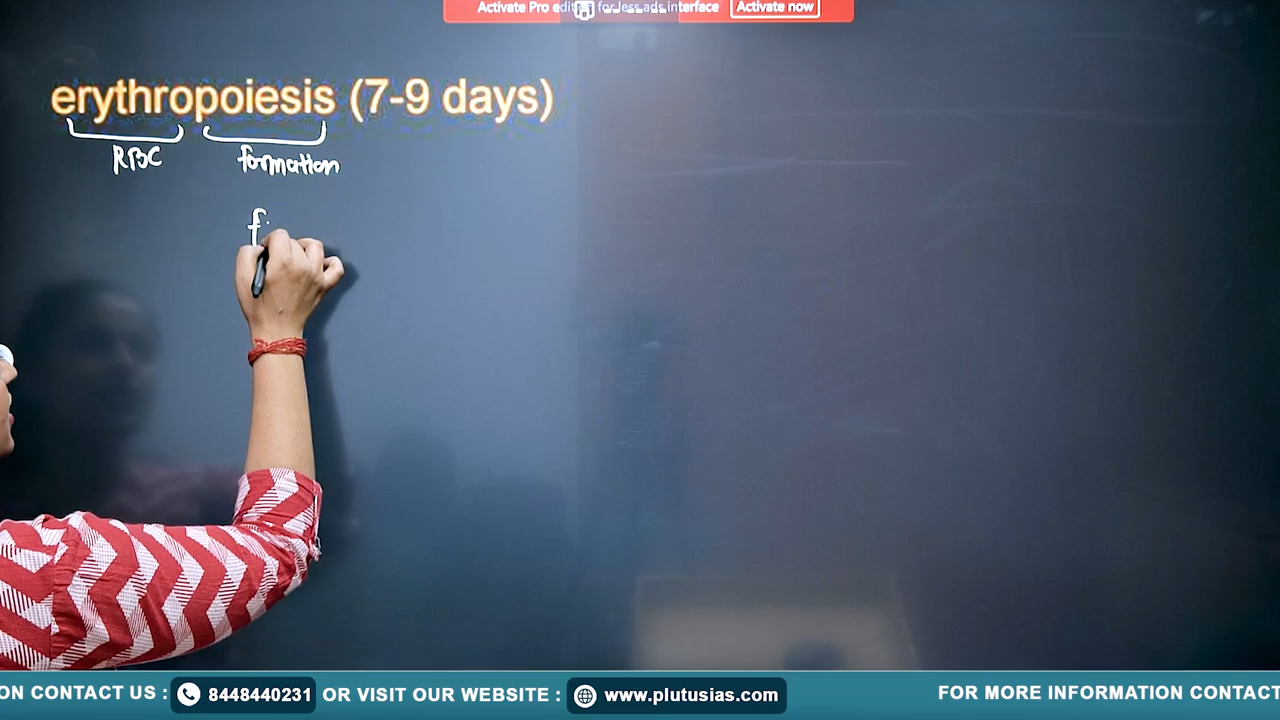 Activate Pro edition for less ads interface Activate now
erythropoiesis (7-9 days)
RBC formation
f
ON CONTACT US : 8448440231 OR VISIT OUR WEBSITE : www.plutusias.com FOR MORE INFORMATION CONTACT